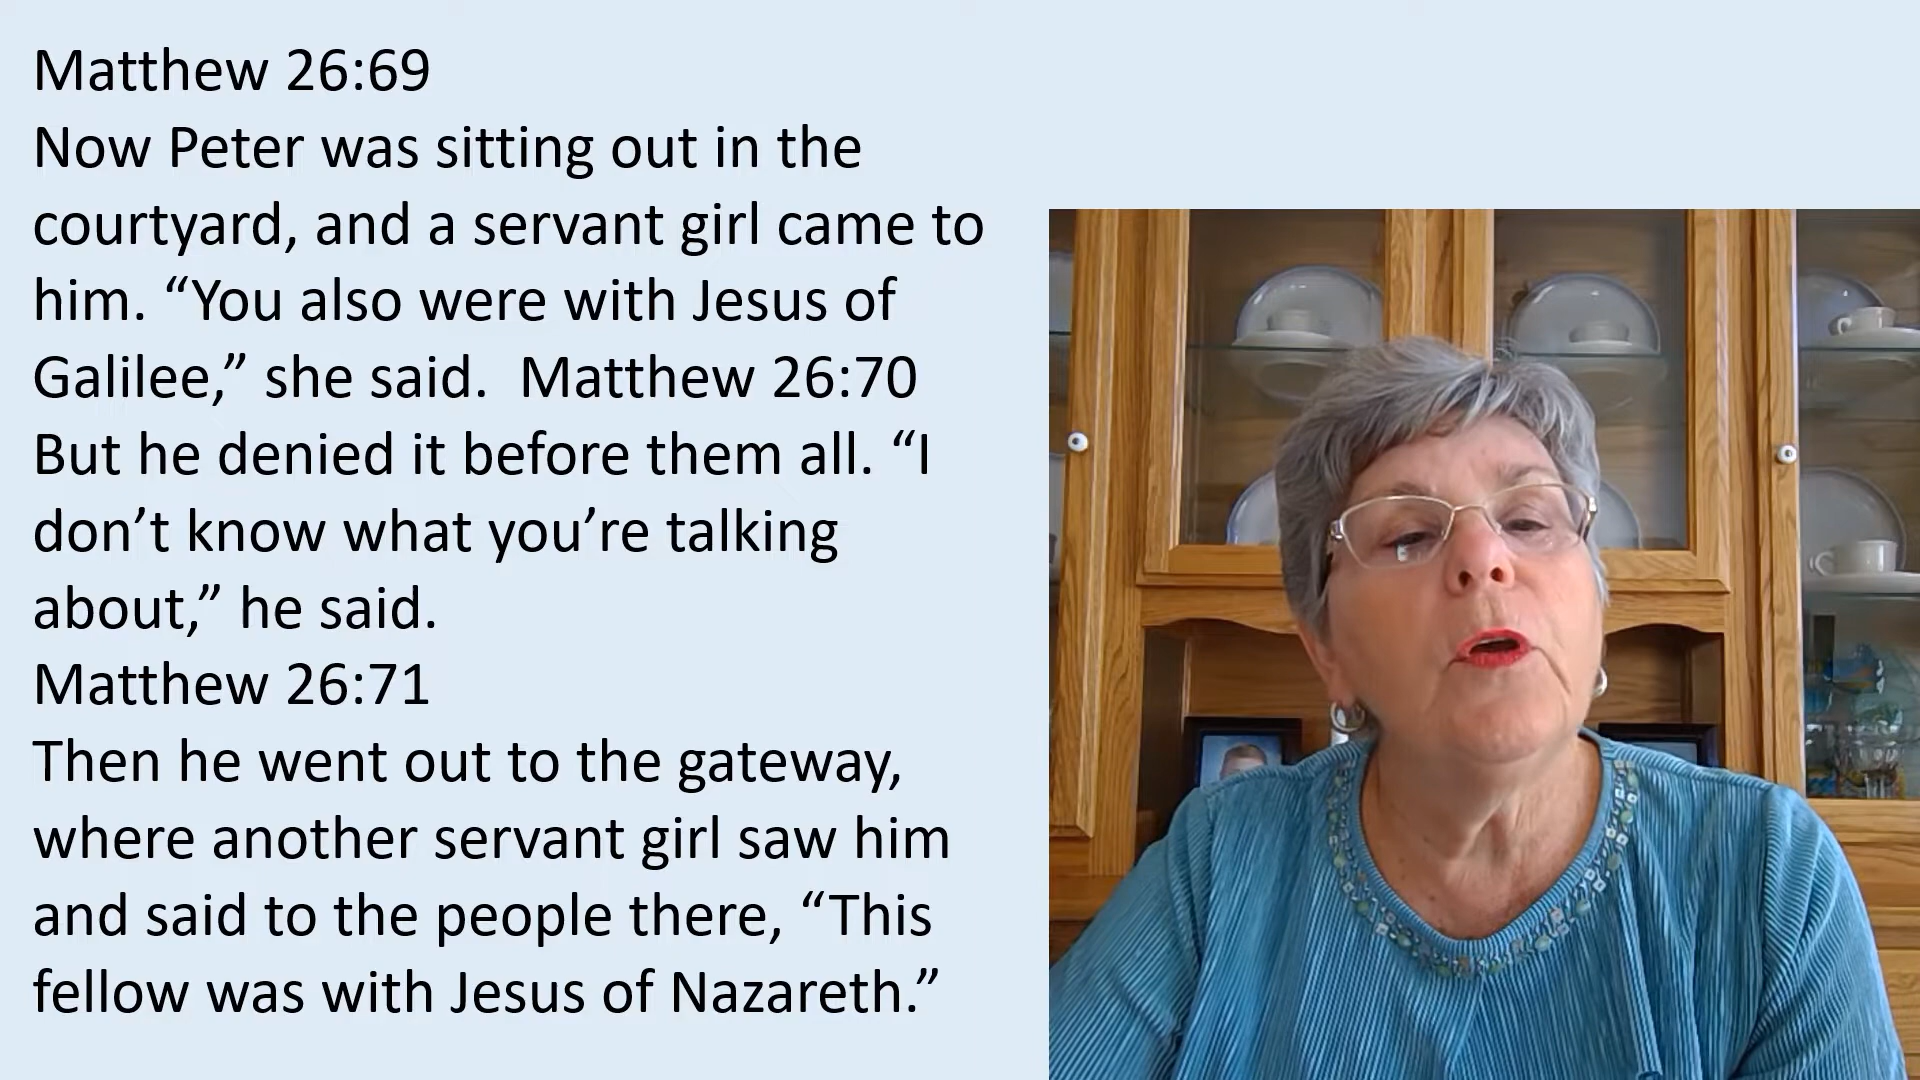 Matthew 26:69
Now Peter was sitting out in the
courtyard, and a servant girl came to
him. “You also were with Jesus of
Galilee,” she said.  Matthew 26:70
But he denied it before them all. “I
don’t know what you’re talking
about,” he said.
Matthew 26:71
Then he went out to the gateway,
where another servant girl saw him
and said to the people there, “This
fellow was with Jesus of Nazareth.”